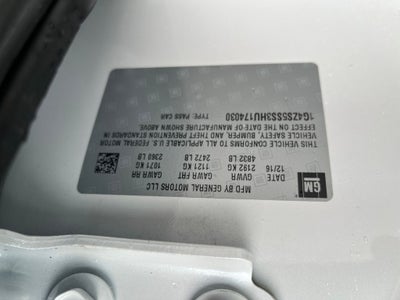 MFD BY GENERAL MOTORS LLC
GM
12/16 GVWR GAWR FRT GAWR RR
2192 KG 1121 KG 1071 KG
4832 LB 2472 LB 2360 LB
THIS VEHICLE CONFORMS TO ALL APPLICABLE U.S. FEDERAL MOTOR
VEHICLE SAFETY, BUMPER, AND THEFT PREVENTION STANDARDS IN
EFFECT ON THE DATE OF MANUFACTURE SHOWN ABOVE.
1G4ZS5S3HU174030 TYPE: PASS CAR